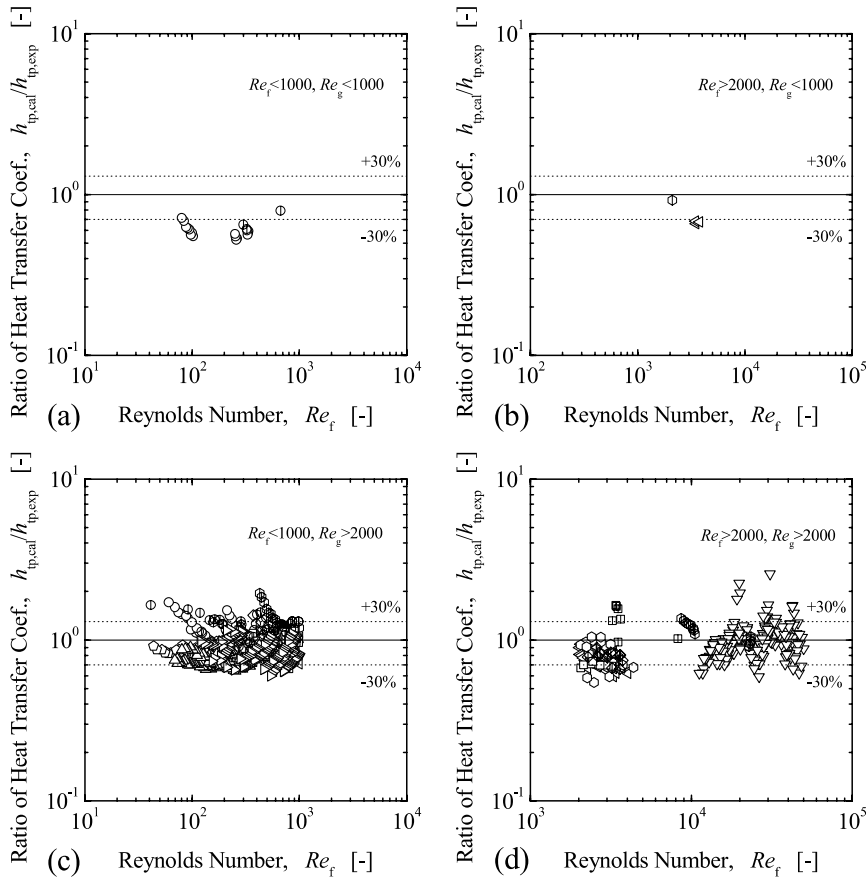 Ratio of Heat Transfer Coef., h_tp,cal/h_tp,exp [-]
10^1
10^0
10^-1
Re_f<1000, Re_g<1000
+30%
-30%
10^1 10^2 10^3 10^4
(a) Reynolds Number, Re_f [-]
Ratio of Heat Transfer Coef., h_tp,cal/h_tp,exp [-]
10^1
10^0
10^-1
Re_f>2000, Re_g<1000
+30%
-30%
10^2 10^3 10^4 10^5
(b) Reynolds Number, Re_f [-]
Ratio of Heat Transfer Coef., h_tp,cal/h_tp,exp [-]
10^1
10^0
10^-1
Re_f<1000, Re_g>2000
+30%
-30%
10^1 10^2 10^3 10^4
(c) Reynolds Number, Re_f [-]
Ratio of Heat Transfer Coef., h_tp,cal/h_tp,exp [-]
10^1
10^0
10^-1
Re_f>2000, Re_g>2000
+30%
-30%
10^3 10^4 10^5
(d) Reynolds Number, Re_f [-]